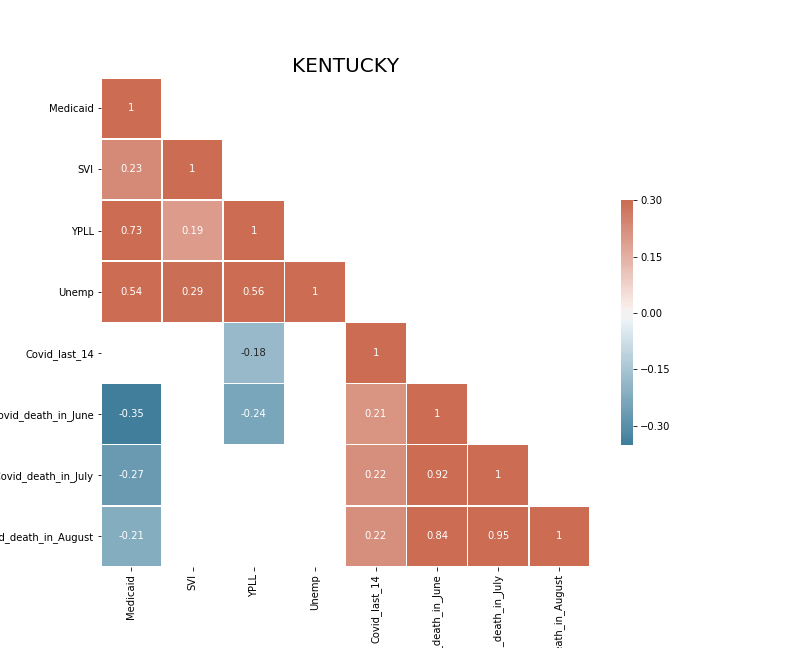 KENTUCKY
Medicaid 1
SVI 0.23 1
YPLL 0.73 0.19 1
Unemp 0.54 0.29 0.56 1
Covid_last_14 -0.18 1
ovid_death_in_June -0.35 -0.24 0.21 1
ovid_death_in_July -0.27 0.22 0.92 1
d_death_in_August -0.21 0.22 0.84 0.95 1
Medicaid
SVI
YPLL
Unemp
Covid_last_14
_death_in_June
_death_in_July
eath_in_August
0.30
0.15
0.00
−0.15
−0.30